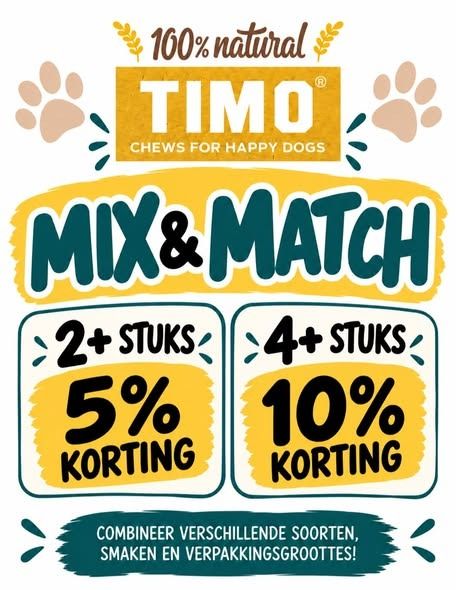 100% natural
TIMO®
CHEWS FOR HAPPY DOGS
MIX & MATCH
2+ STUKS
5%
KORTING
4+ STUKS
10%
KORTING
COMBINEER VERSCHILLENDE SOORTEN,
SMAKEN EN VERPAKKINGSGROOTTES!